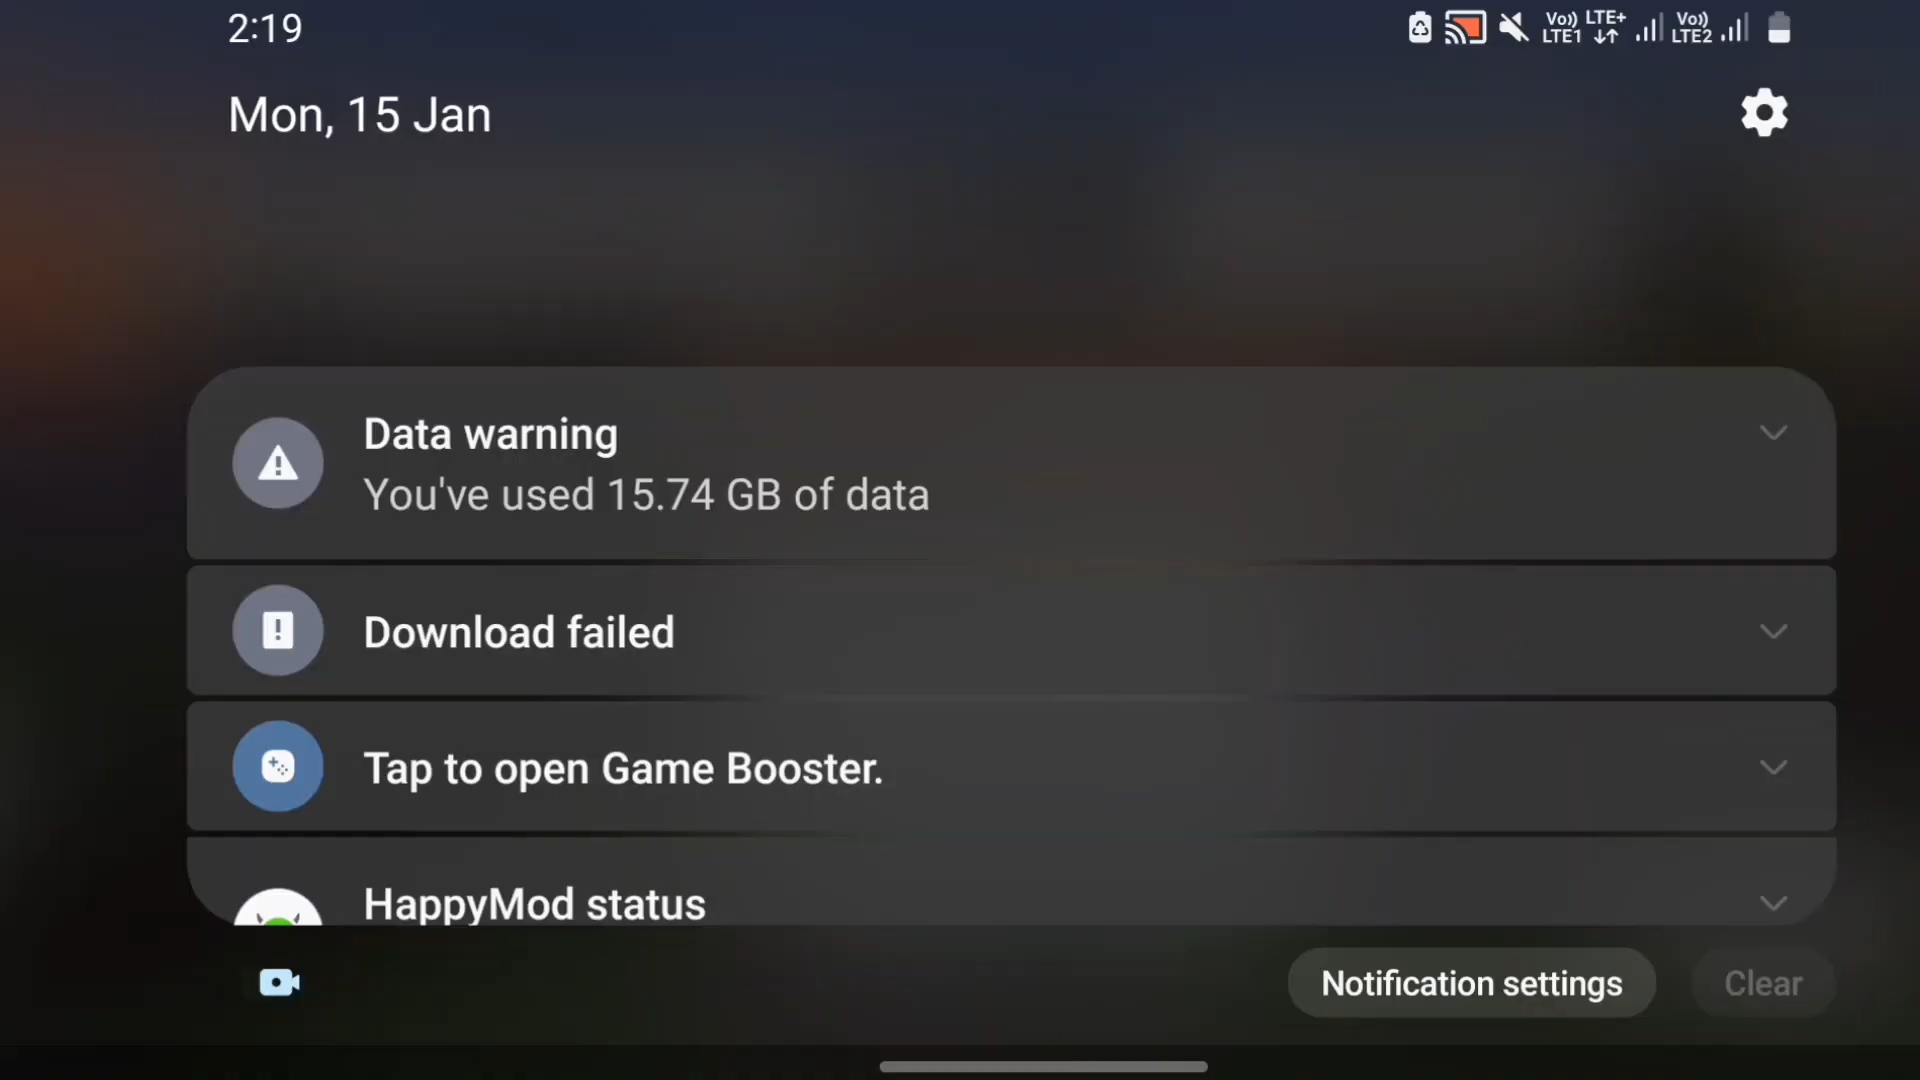 2:19
Vo)) LTE1 LTE+ Vo)) LTE2
Mon, 15 Jan
Data warning
You've used 15.74 GB of data
Download failed
Tap to open Game Booster.
HappyMod status
Notification settings
Clear